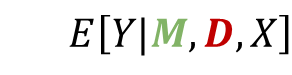 E[Y|M, D, X]